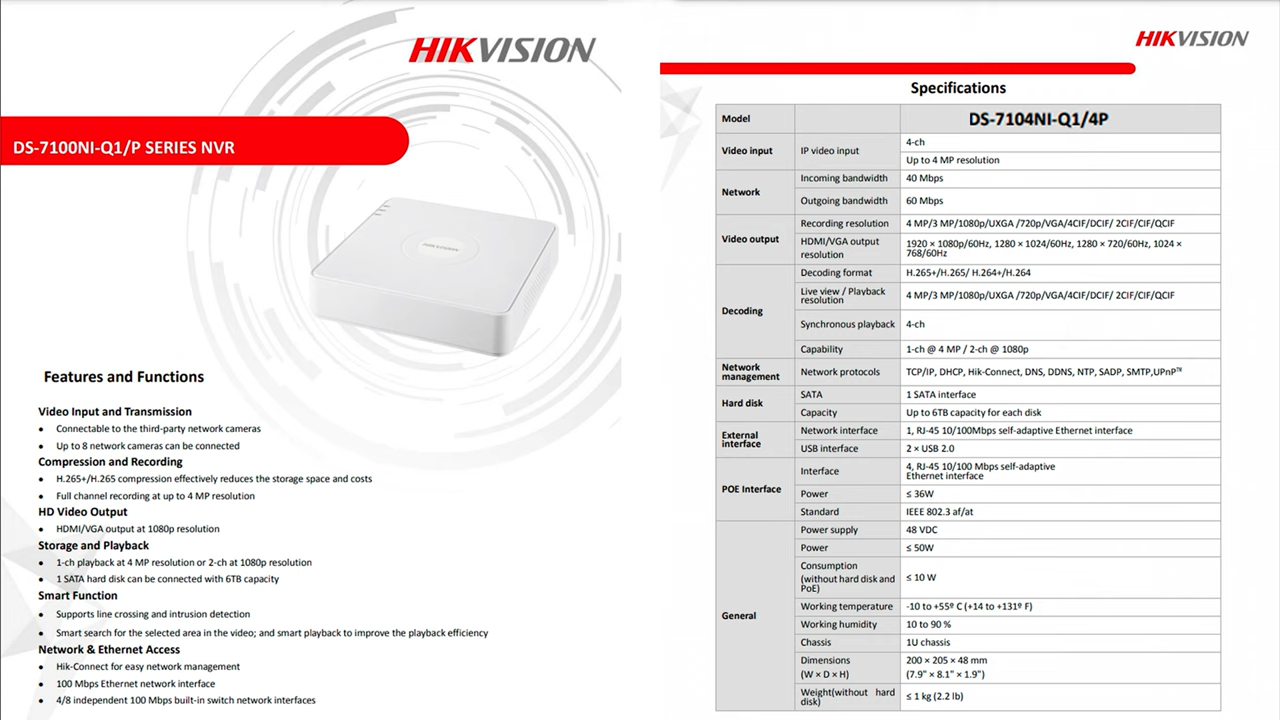 HIKVISION
DS-7100NI-Q1/P SERIES NVR
HIKVISION
Features and Functions
Video Input and Transmission
• Connectable to the third-party network cameras
• Up to 8 network cameras can be connected
Compression and Recording
• H.265+/H.265 compression effectively reduces the storage space and costs
• Full channel recording at up to 4 MP resolution
HD Video Output
• HDMI/VGA output at 1080p resolution
Storage and Playback
• 1-ch playback at 4 MP resolution or 2-ch at 1080p resolution
• 1 SATA hard disk can be connected with 6TB capacity
Smart Function
• Supports line crossing and intrusion detection
• Smart search for the selected area in the video; and smart playback to improve the playback efficiency
Network & Ethernet Access
• Hik-Connect for easy network management
• 100 Mbps Ethernet network interface
• 4/8 independent 100 Mbps built-in switch network interfaces
HIKVISION
Specifications
Model DS-7104NI-Q1/4P
Video input IP video input 4-ch
Up to 4 MP resolution
Network Incoming bandwidth 40 Mbps
Outgoing bandwidth 60 Mbps
Video output Recording resolution 4 MP/3 MP/1080p/UXGA /720p/VGA/4CIF/DCIF/ 2CIF/CIF/QCIF
HDMI/VGA output resolution 1920 × 1080p/60Hz, 1280 × 1024/60Hz, 1280 × 720/60Hz, 1024 ×
768/60Hz
Decoding Decoding format H.265+/H.265/ H.264+/H.264
Live view / Playback resolution 4 MP/3 MP/1080p/UXGA /720p/VGA/4CIF/DCIF/ 2CIF/CIF/QCIF
Synchronous playback 4-ch
Capability 1-ch @ 4 MP / 2-ch @ 1080p
Network management Network protocols TCP/IP, DHCP, Hik-Connect, DNS, DDNS, NTP, SADP, SMTP,UPnP™
Hard disk SATA 1 SATA interface
Capacity Up to 6TB capacity for each disk
External interface Network interface 1, RJ-45 10/100Mbps self-adaptive Ethernet interface
USB interface 2 × USB 2.0
POE Interface Interface 4, RJ-45 10/100 Mbps self-adaptive
Ethernet interface
Power ≤ 36W
Standard IEEE 802.3 af/at
General Power supply 48 VDC
Power ≤ 50W
Consumption
(without hard disk and
PoE) ≤ 10 W
Working temperature -10 to +55º C (+14 to +131º F)
Working humidity 10 to 90 %
Chassis 1U chassis
Dimensions 200 × 205 × 48 mm
(W × D × H) (7.9" × 8.1" × 1.9")
Weight(without hard
disk) ≤ 1 kg (2.2 lb)